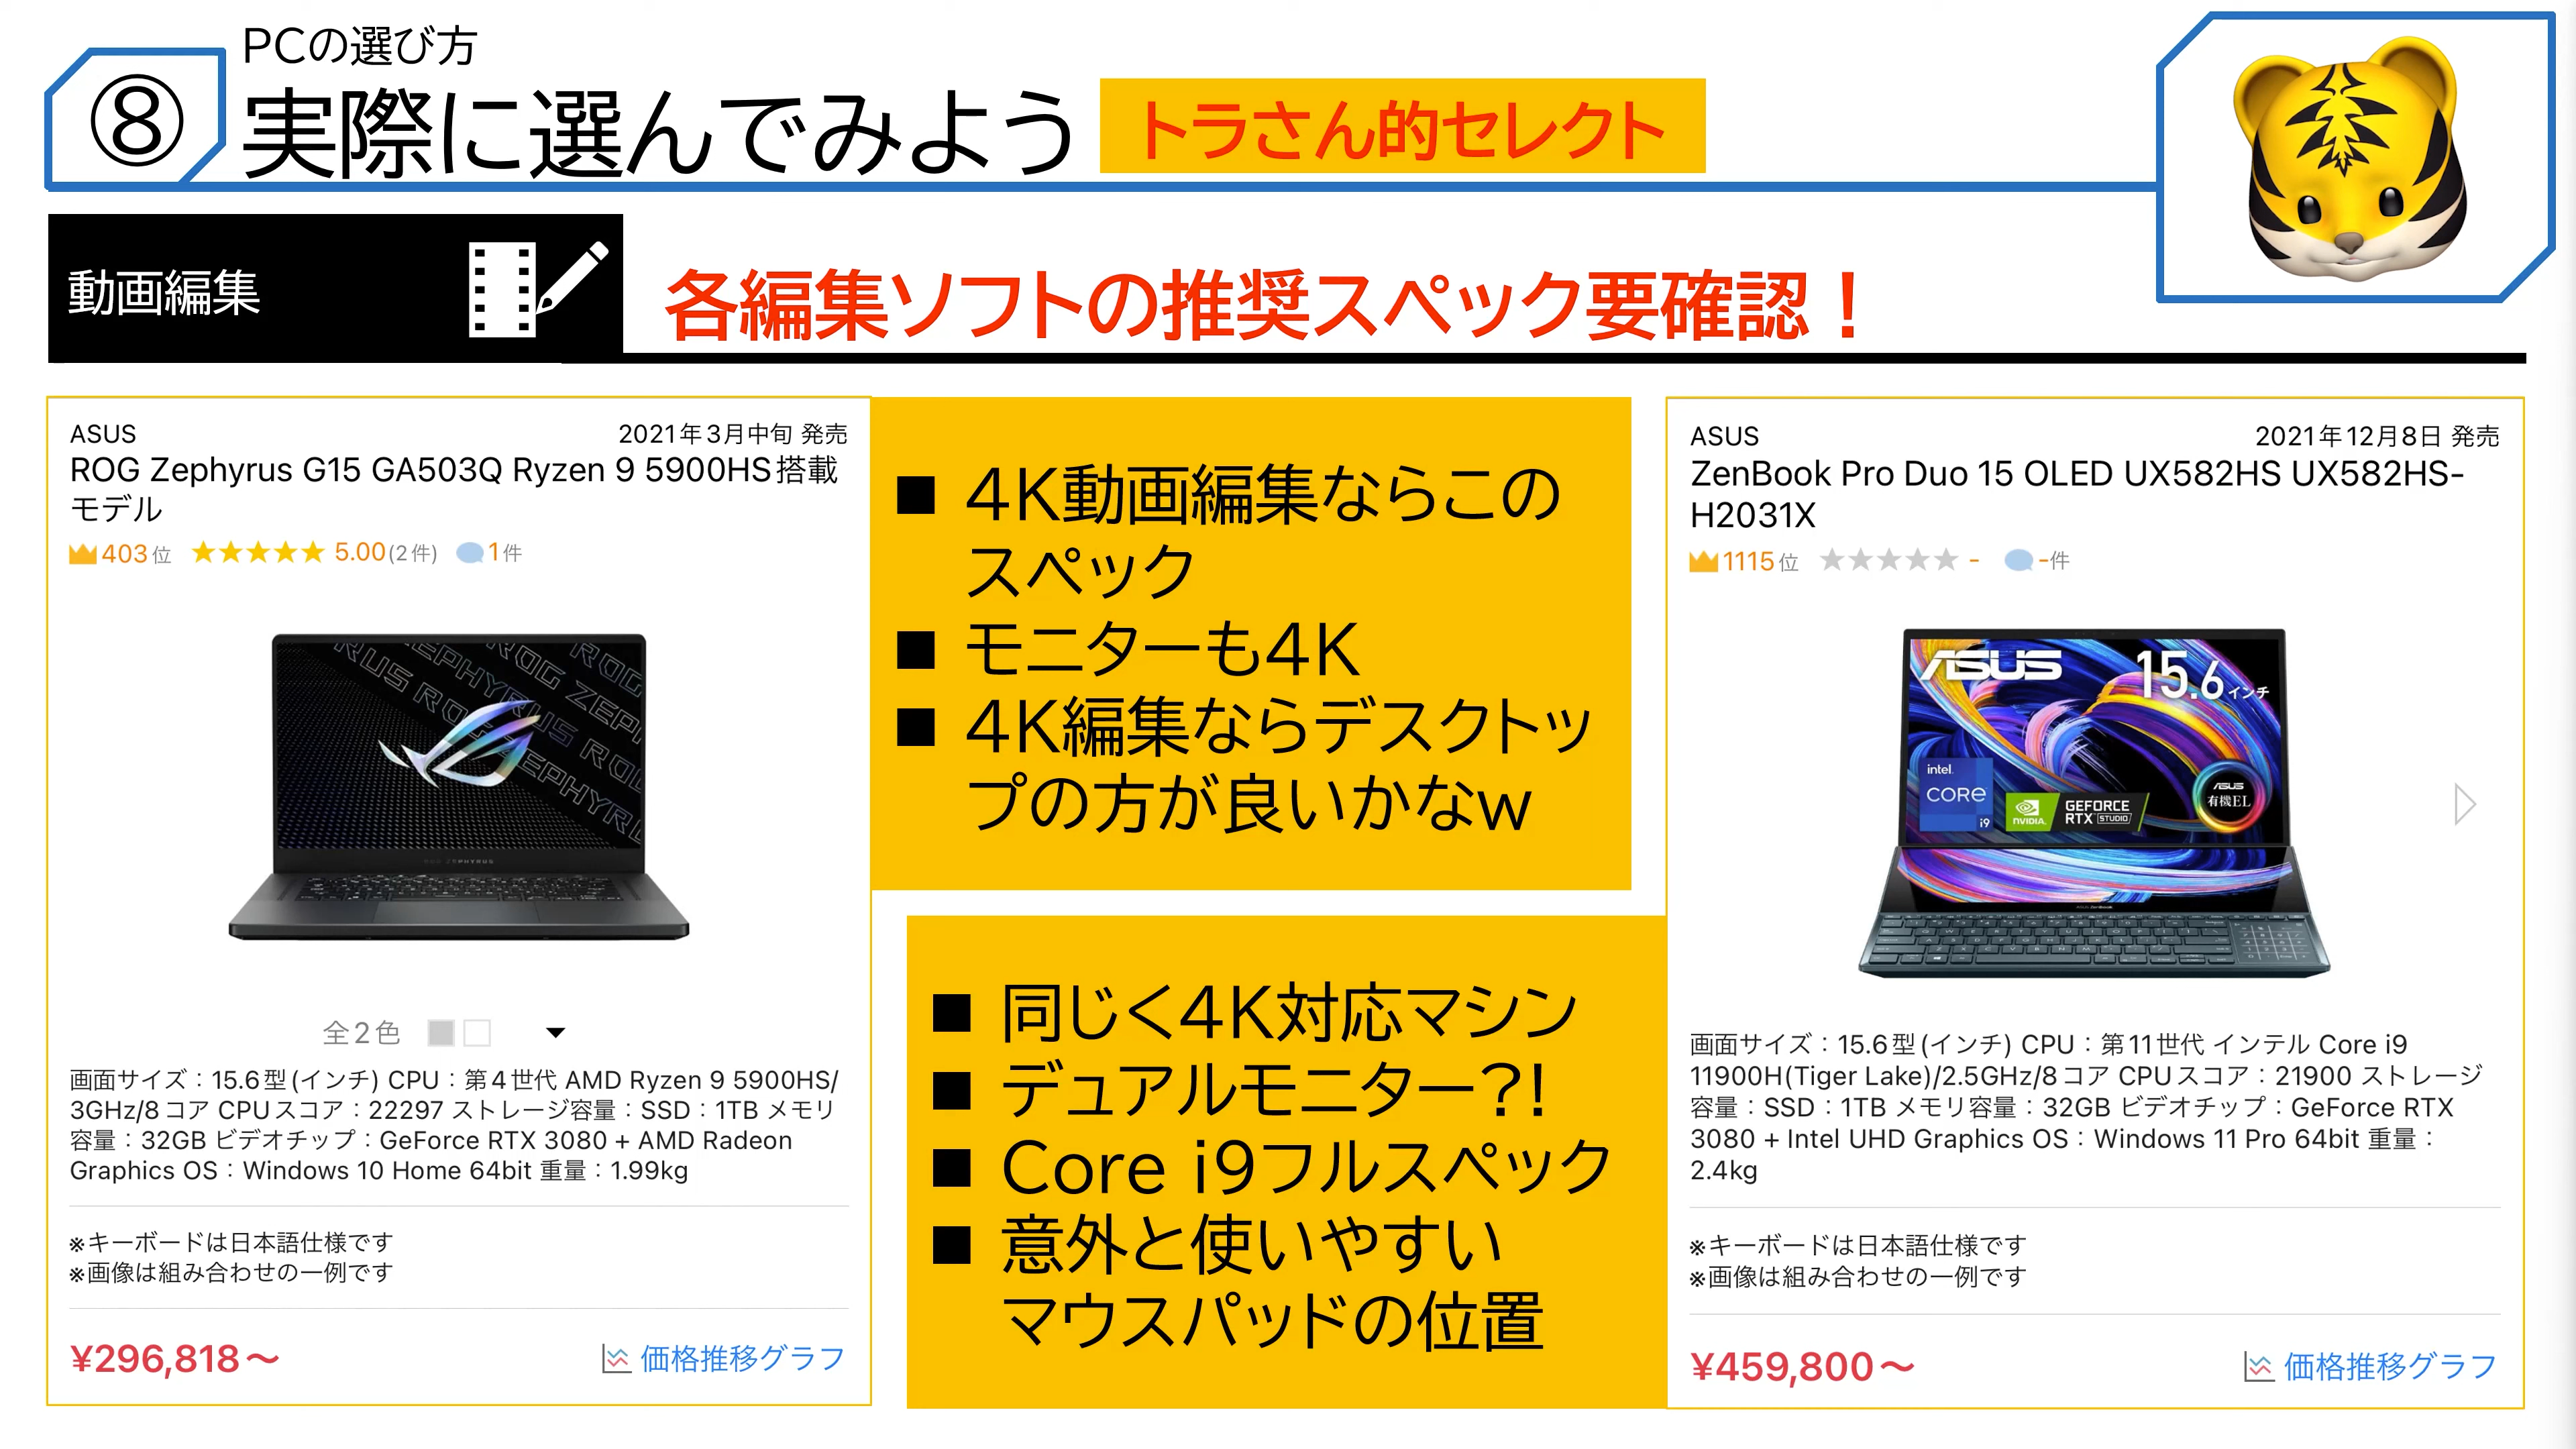 PCの選び方
⑧
実際に選んでみよう
トラさん的セレクト
動画編集
各編集ソフトの推奨スペック要確認！
ASUS
2021年3月中旬 発売
ROG Zephyrus G15 GA503Q Ryzen 9 5900HS搭載
モデル
403位
5.00(2件)
1件
ROG ZEPHYRUS
全2色
画面サイズ：15.6型(インチ) CPU：第4世代 AMD Ryzen 9 5900HS/
3GHz/8コア CPUスコア：22297 ストレージ容量：SSD：1TB メモリ
容量：32GB ビデオチップ：GeForce RTX 3080 + AMD Radeon
Graphics OS：Windows 10 Home 64bit 重量：1.99kg
※キーボードは日本語仕様です
※画像は組み合わせの一例です
¥296,818～
価格推移グラフ
■ 4K動画編集ならこの
スペック
■ モニターも4K
■ 4K編集ならデスクトッ
プの方が良いかなw
■ 同じく4K対応マシン
■ デュアルモニター?!
■ Core i9フルスペック
■ 意外と使いやすい
マウスパッドの位置
ASUS
2021年12月8日 発売
ZenBook Pro Duo 15 OLED UX582HS UX582HS-
H2031X
1115位
-
-件
ASUS
15.6インチ
intel
CORE
i9
NVIDIA
GEFORCE
RTX STUDIO
ASUS
有機EL
画面サイズ：15.6型(インチ) CPU：第11世代 インテル Core i9
11900H(Tiger Lake)/2.5GHz/8コア CPUスコア：21900 ストレージ
容量：SSD：1TB メモリ容量：32GB ビデオチップ：GeForce RTX
3080 + Intel UHD Graphics OS：Windows 11 Pro 64bit 重量：
2.4kg
※キーボードは日本語仕様です
※画像は組み合わせの一例です
¥459,800～
価格推移グラフ